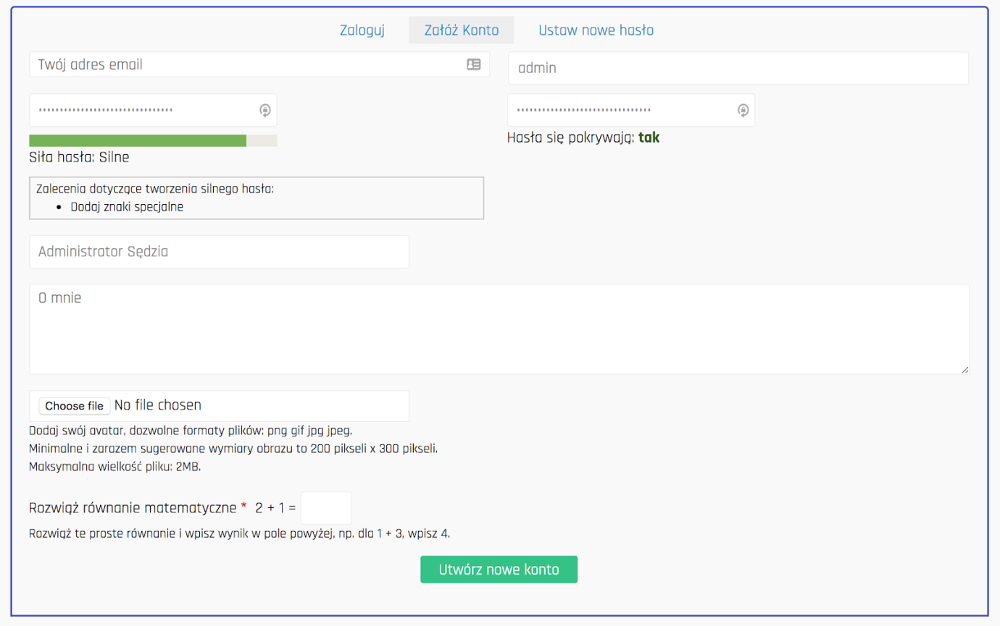 Zaloguj Załóż Konto Ustaw nowe hasło
Twój adres email
admin
Hasła się pokrywają: tak
Siła hasła: Silne
Zalecenia dotyczące tworzenia silnego hasła:
• Dodaj znaki specjalne
Administrator Sędzia
O mnie
Choose file No file chosen
Dodaj swój avatar, dozwolne formaty plików: png gif jpg jpeg.
Minimalne i zarazem sugerowane wymiary obrazu to 200 pikseli x 300 pikseli.
Maksymalna wielkość pliku: 2MB.
Rozwiąż równanie matematyczne * 2 + 1 =
Rozwiąż te proste równanie i wpisz wynik w pole powyżej, np. dla 1 + 3, wpisz 4.
Utwórz nowe konto